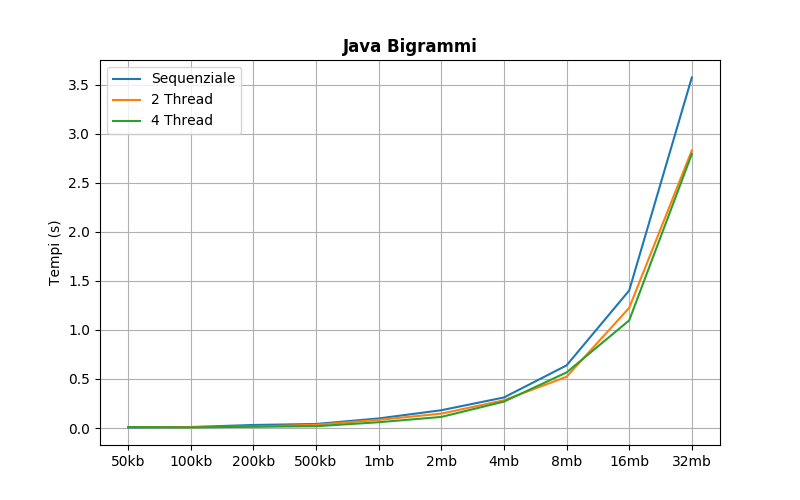 Java Bigrammi
Sequenziale
2 Thread
4 Thread
Tempi (s)
3.5
3.0
2.5
2.0
1.5
1.0
0.5
0.0
50kb 100kb 200kb 500kb 1mb 2mb 4mb 8mb 16mb 32mb